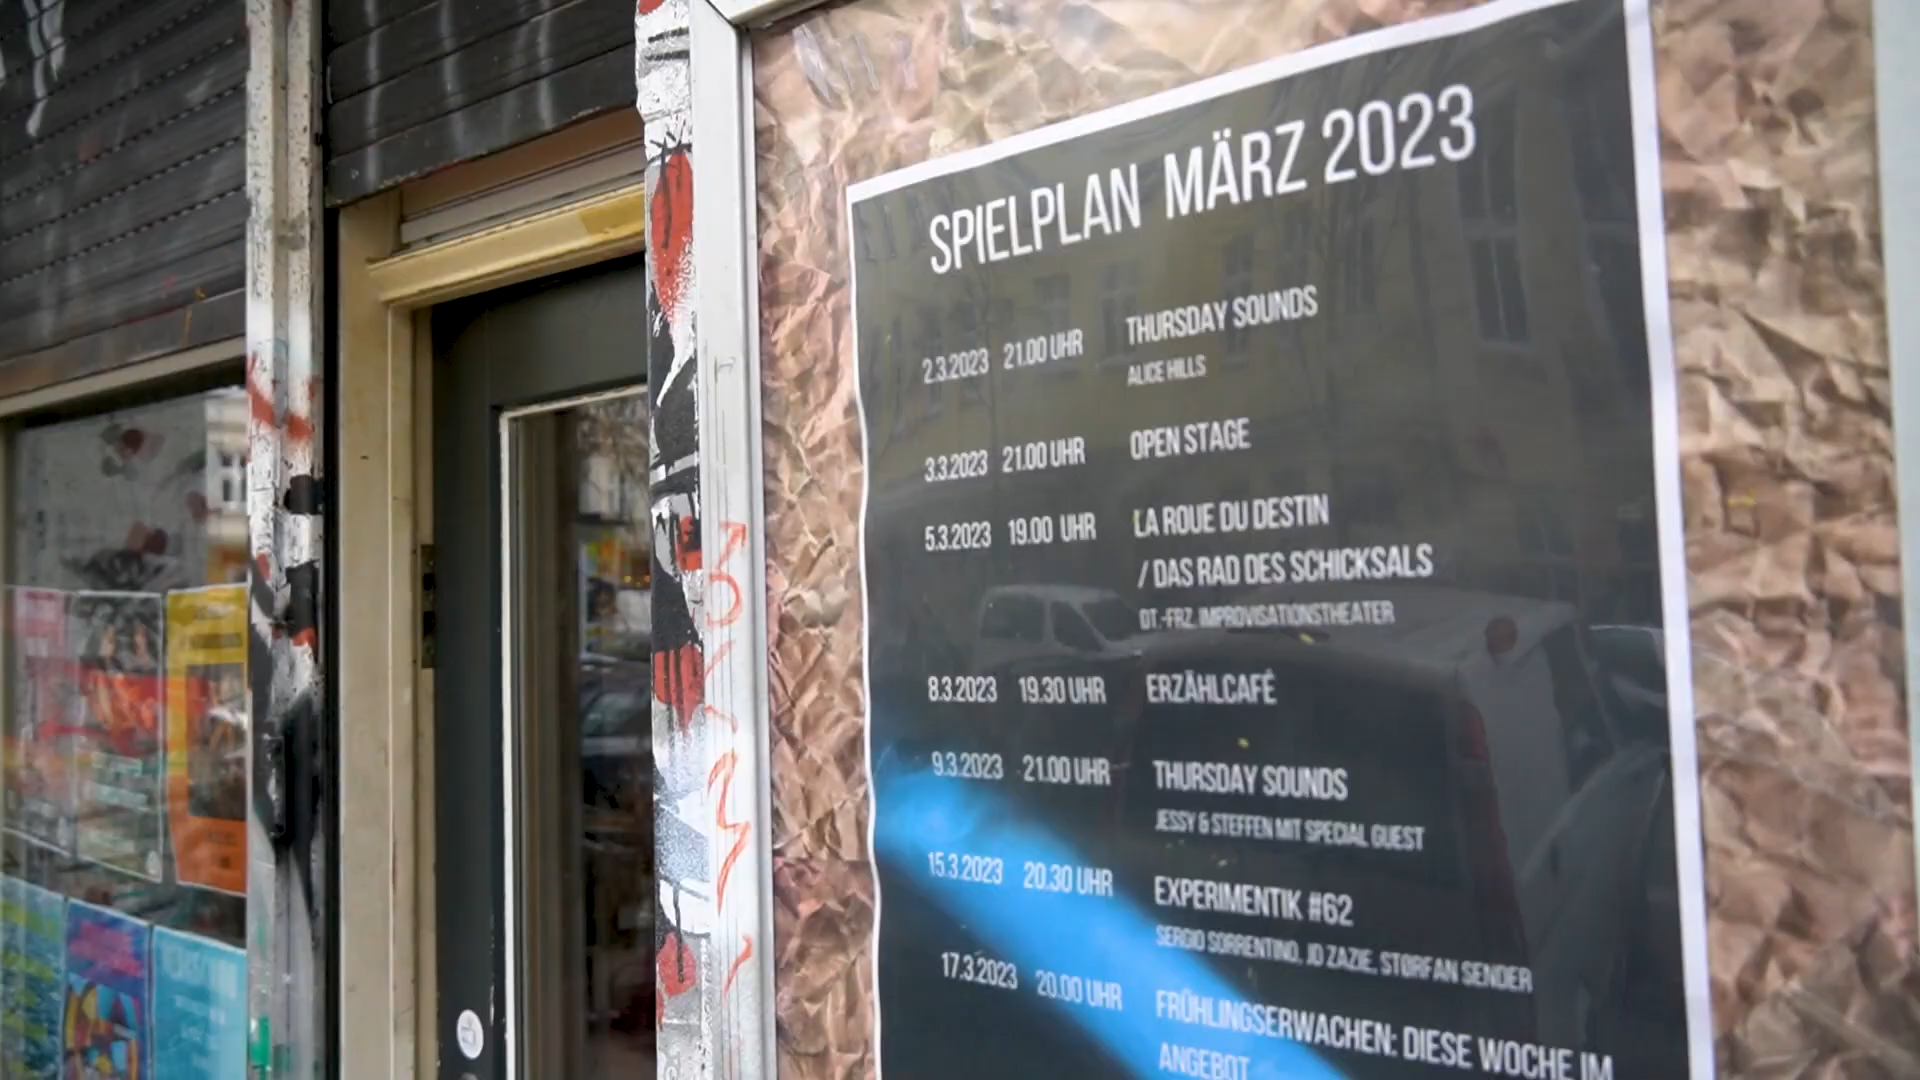 SPIELPLAN MÄRZ 2023
2.3.2023 21.00 UHR THURSDAY SOUNDS
ALICE HILLS
3.3.2023 21.00 UHR OPEN STAGE
5.3.2023 19.00 UHR LA ROUE DU DESTIN
/ DAS RAD DES SCHICKSALS
DT.-FRZ. IMPROVISATIONSTHEATER
8.3.2023 19.30 UHR ERZÄHLCAFÉ
9.3.2023 21.00 UHR THURSDAY SOUNDS
JESSY & STEFFEN MIT SPECIAL GUEST
15.3.2023 20.30 UHR EXPERIMENTIK #62
SERGIO SORRENTINO, JD ZAZIE, STØRFAN SENDER
17.3.2023 20.00 UHR FRÜHLINGSERWACHEN: DIESE WOCHE IM
ANGEBOT